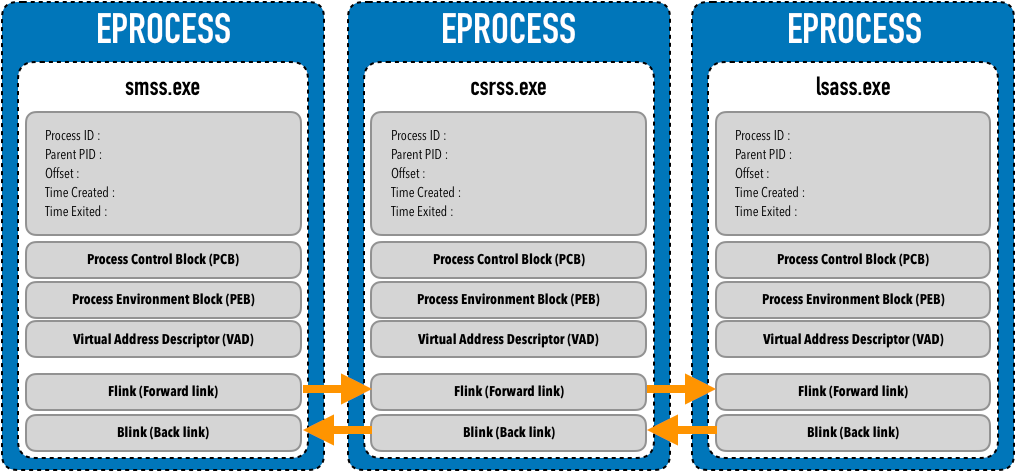 EPROCESS
smss.exe
Process ID :
Parent PID :
Offset :
Time Created :
Time Exited :
Process Control Block (PCB)
Process Environment Block (PEB)
Virtual Address Descriptor (VAD)
Flink (Forward link)
Blink (Back link)
EPROCESS
csrss.exe
Process ID :
Parent PID :
Offset :
Time Created :
Time Exited :
Process Control Block (PCB)
Process Environment Block (PEB)
Virtual Address Descriptor (VAD)
Flink (Forward link)
Blink (Back link)
EPROCESS
lsass.exe
Process ID :
Parent PID :
Offset :
Time Created :
Time Exited :
Process Control Block (PCB)
Process Environment Block (PEB)
Virtual Address Descriptor (VAD)
Flink (Forward link)
Blink (Back link)